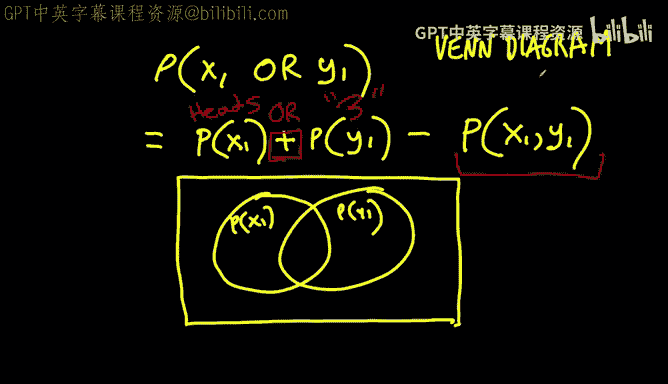 GPT中英字幕课程资源@bilibili.com
GPT中英字幕课程资源 bilibili
VENN DIAGRAM
P(x₁ OR y₁)
Heads OR "3"
= P(x₁) + P(y₁) - P(x₁,y₁)
P(x₁) P(y₁)